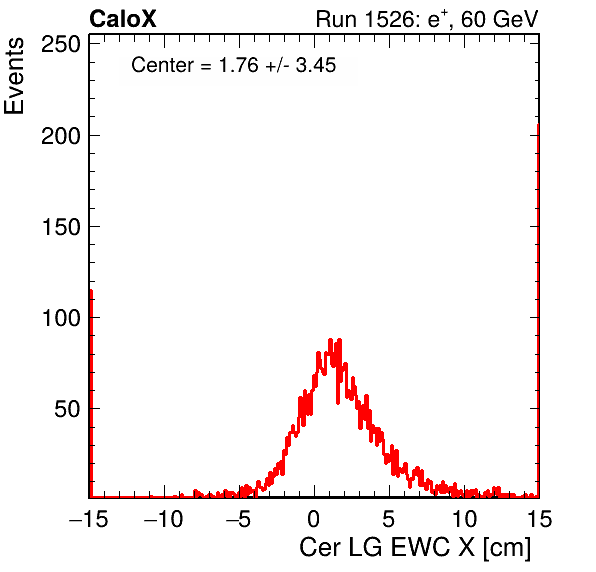 CaloX Run 1526: e⁺, 60 GeV
Center = 1.76 +/- 3.45
Events
250
200
150
100
50
−15 −10 −5 0 5 10 15
Cer LG EWC X [cm]